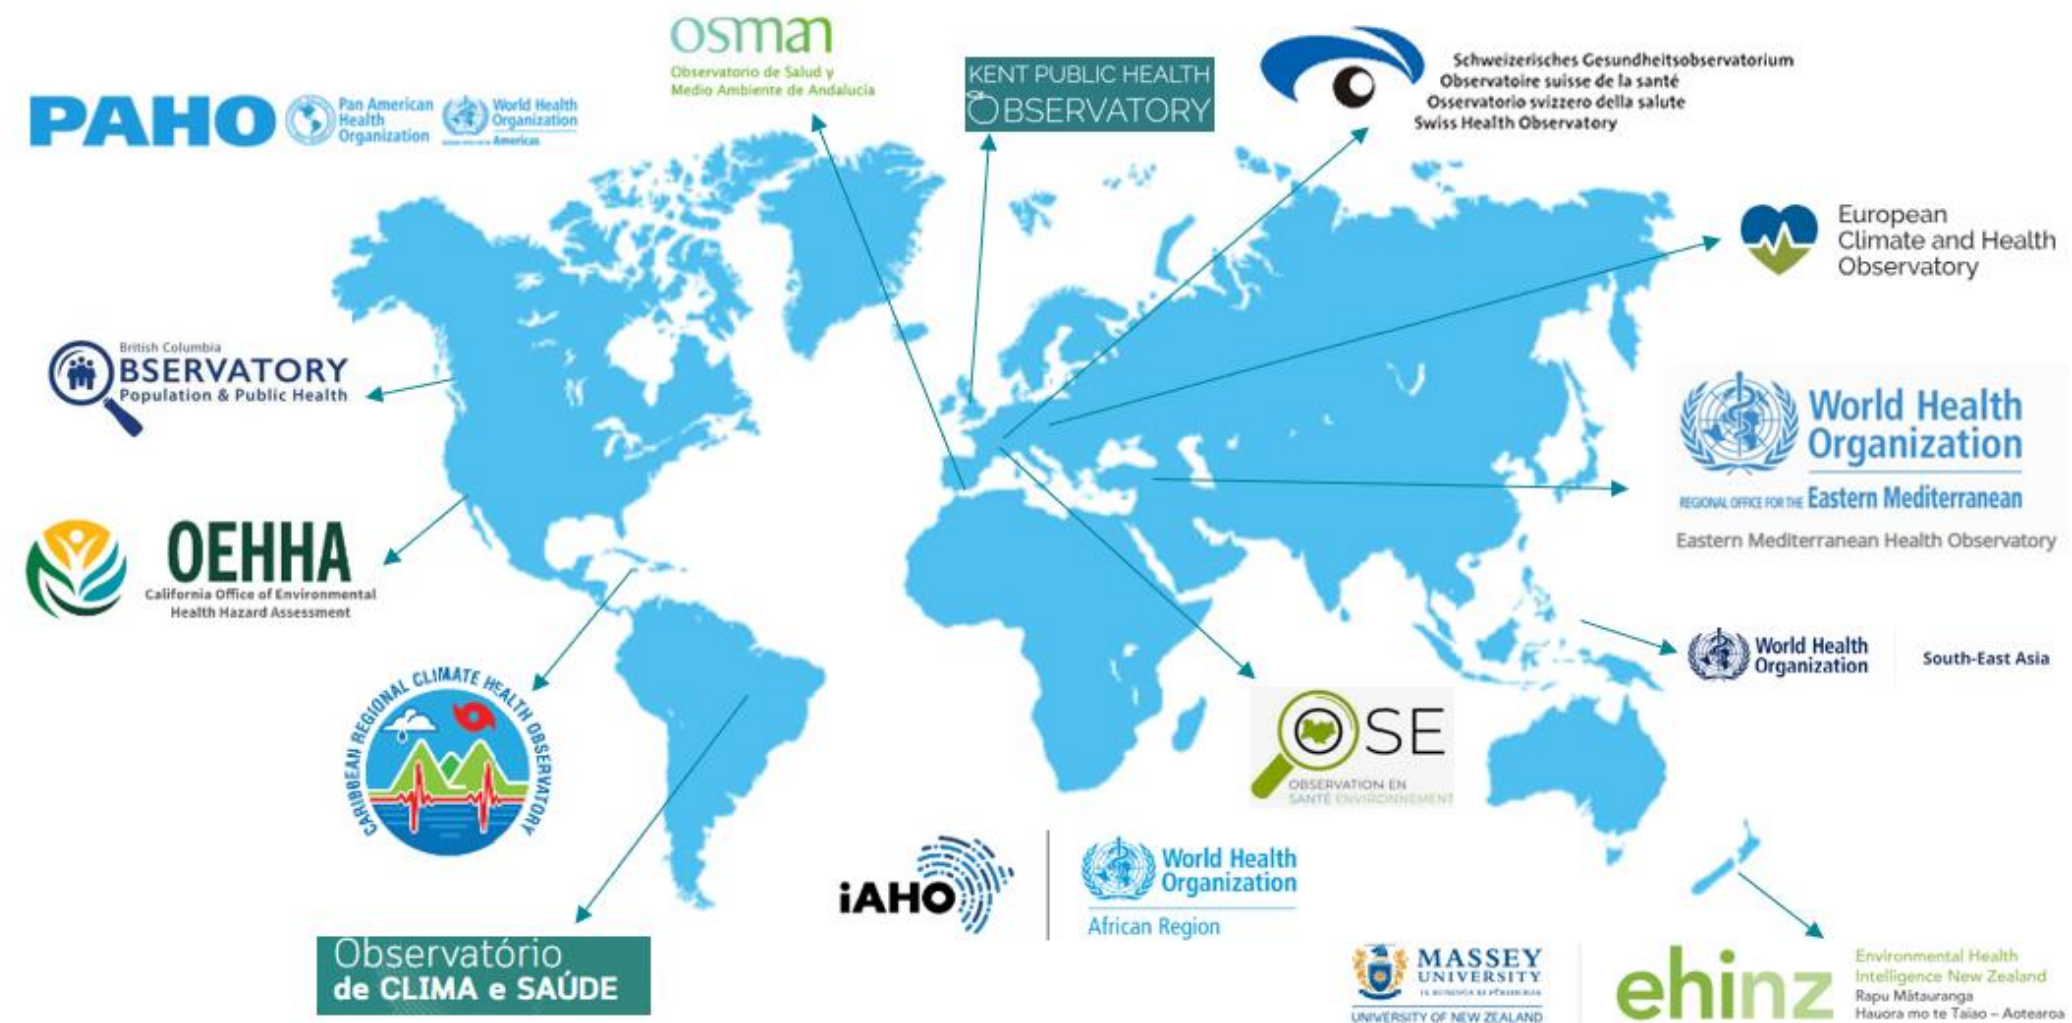 osman
Observatorio de Salud y
Medio Ambiente de Andalucía
KENT PUBLIC HEALTH
OBSERVATORY
Schweizerisches Gesundheitsobservatorium
Observatoire suisse de la santé
Osservatorio svizzero della salute
Swiss Health Observatory
PAHO
Pan American
Health
Organization
World Health
Organization
Americas
European
Climate and Health
Observatory
British Columbia
OBSERVATORY
Population & Public Health
World Health
Organization
REGIONAL OFFICE FOR THE Eastern Mediterranean
Eastern Mediterranean Health Observatory
OEHHA
California Office of Environmental
Health Hazard Assessment
World Health
Organization
South-East Asia
CARIBBEAN REGIONAL CLIMATE HEALTH OBSERVATORY
OSE
OBSERVATION EN
SANTÉ ENVIRONNEMENT
iAHO
World Health
Organization
African Region
Observatório
de CLIMA e SAÚDE
MASSEY
UNIVERSITY
UNIVERSITY OF NEW ZEALAND
ehinz
Environmental Health
Intelligence New Zealand
Rapu Mātauranga
Hauora mo te Taiao – Aotearoa